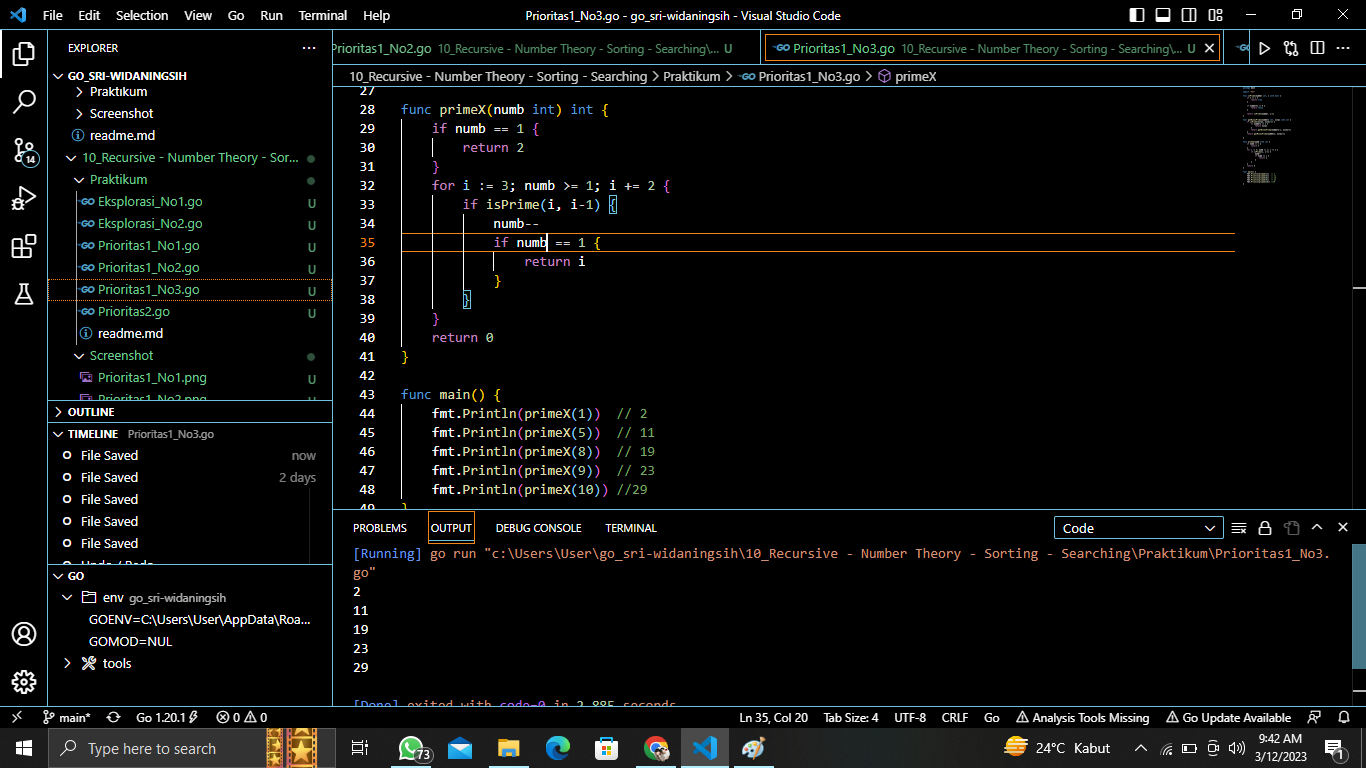 File Edit Selection View Go Run Terminal Help
Prioritas1_No3.go - go_sri-widaningsih - Visual Studio Code
EXPLORER
GO_SRI-WIDANINGSIH
Praktikum
Screenshot
readme.md
10_Recursive - Number Theory - Sor...
Praktikum
Eksplorasi_No1.go U
Eksplorasi_No2.go U
Prioritas1_No1.go U
Prioritas1_No2.go U
Prioritas1_No3.go U
Prioritas2.go U
readme.md
Screenshot
Prioritas1_No1.png U
Prioritas1_No2.png U
OUTLINE
TIMELINE Prioritas1_No3.go
File Saved now
File Saved 2 days
File Saved
File Saved
File Saved
Undo / Redo
GO
env go_sri-widaningsih
GOENV=C:\Users\User\AppData\Roa...
GOMOD=NUL
tools
14
Prioritas1_No2.go 10_Recursive - Number Theory - Sorting - Searching\... U
Prioritas1_No3.go 10_Recursive - Number Theory - Sorting - Searching\... U
10_Recursive - Number Theory - Sorting - Searching > Praktikum > Prioritas1_No3.go > primeX
27
28 func primeX(numb int) int {
29 if numb == 1 {
30 return 2
31 }
32 for i := 3; numb >= 1; i += 2 {
33 if isPrime(i, i-1) {
34 numb--
35 if numb == 1 {
36 return i
37 }
38 }
39 }
40 return 0
41 }
42
43 func main() {
44 fmt.Println(primeX(1)) // 2
45 fmt.Println(primeX(5)) // 11
46 fmt.Println(primeX(8)) // 19
47 fmt.Println(primeX(9)) // 23
48 fmt.Println(primeX(10)) //29
49 }
PROBLEMS OUTPUT DEBUG CONSOLE TERMINAL
Code
[Running] go run "c:\Users\User\go_sri-widaningsih\10_Recursive - Number Theory - Sorting - Searching\Praktikum\Prioritas1_No3.
go"
2
11
19
23
29
[Done] exited with code=0 in 2.885 seconds
main* Go 1.20.1 0 0
Ln 35, Col 20 Tab Size: 4 UTF-8 CRLF Go Analysis Tools Missing Go Update Available
Type here to search
73
24°C Kabut
9:42 AM
3/12/2023
1